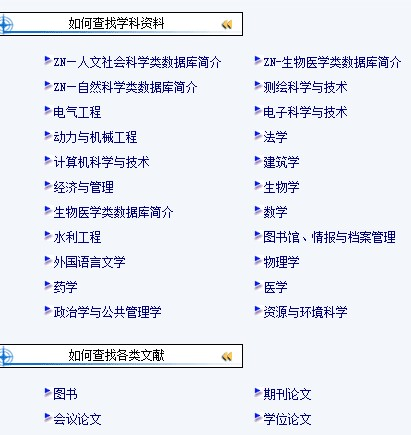 如何查找学科资料
ZN—人文社会科学类数据库简介 ZN-生物医学类数据库简介
ZN—自然科学类数据库简介 测绘科学与技术
电气工程 电子科学与技术
动力与机械工程 法学
计算机科学与技术 建筑学
经济与管理 生物学
生物医学类数据库简介 数学
水利工程 图书馆、情报与档案管理
外国语言文学 物理学
药学 医学
政治学与公共管理学 资源与环境科学
如何查找各类文献
图书 期刊论文
会议论文 学位论文